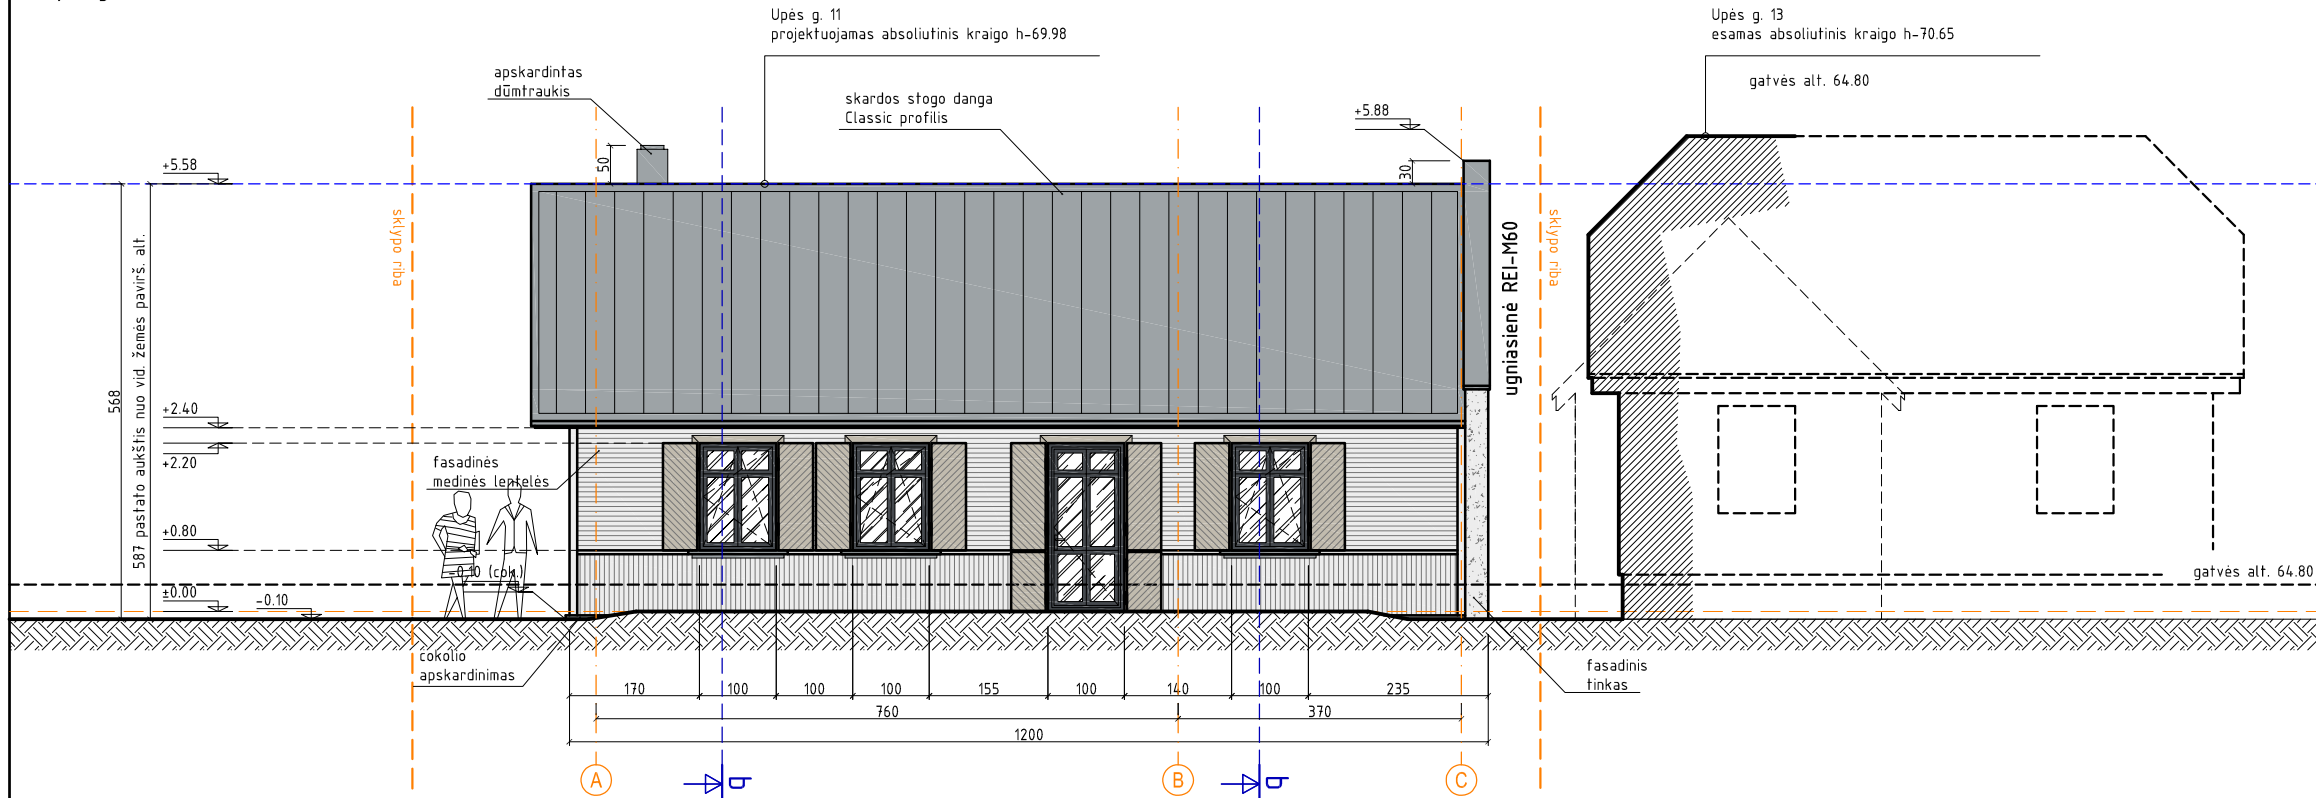 Upės g. 11
projektuojamas absoliutinis kraigo h-69.98
Upės g. 13
esamas absoliutinis kraigo h-70.65
gatvės alt. 64.80
apskardintas
dūmtraukis
skardos stogo danga
Classic profilis
+5.88
50
30
+5.58
sklypo riba
ugniasienė REI-M60
sklypo riba
587 pastato aukštis nuo vid. žemės pavirš. alt.
568
+2.40
+2.20
fasadinės
medinės lentelės
+0.80
-0.10 (cok.)
±0.00
-0.10
gatvės alt. 64.80
cokolio
apskardinimas
fasadinis
tinkas
170 100 100 100 155 100 140 100 235
760 370
1200
A b B b C